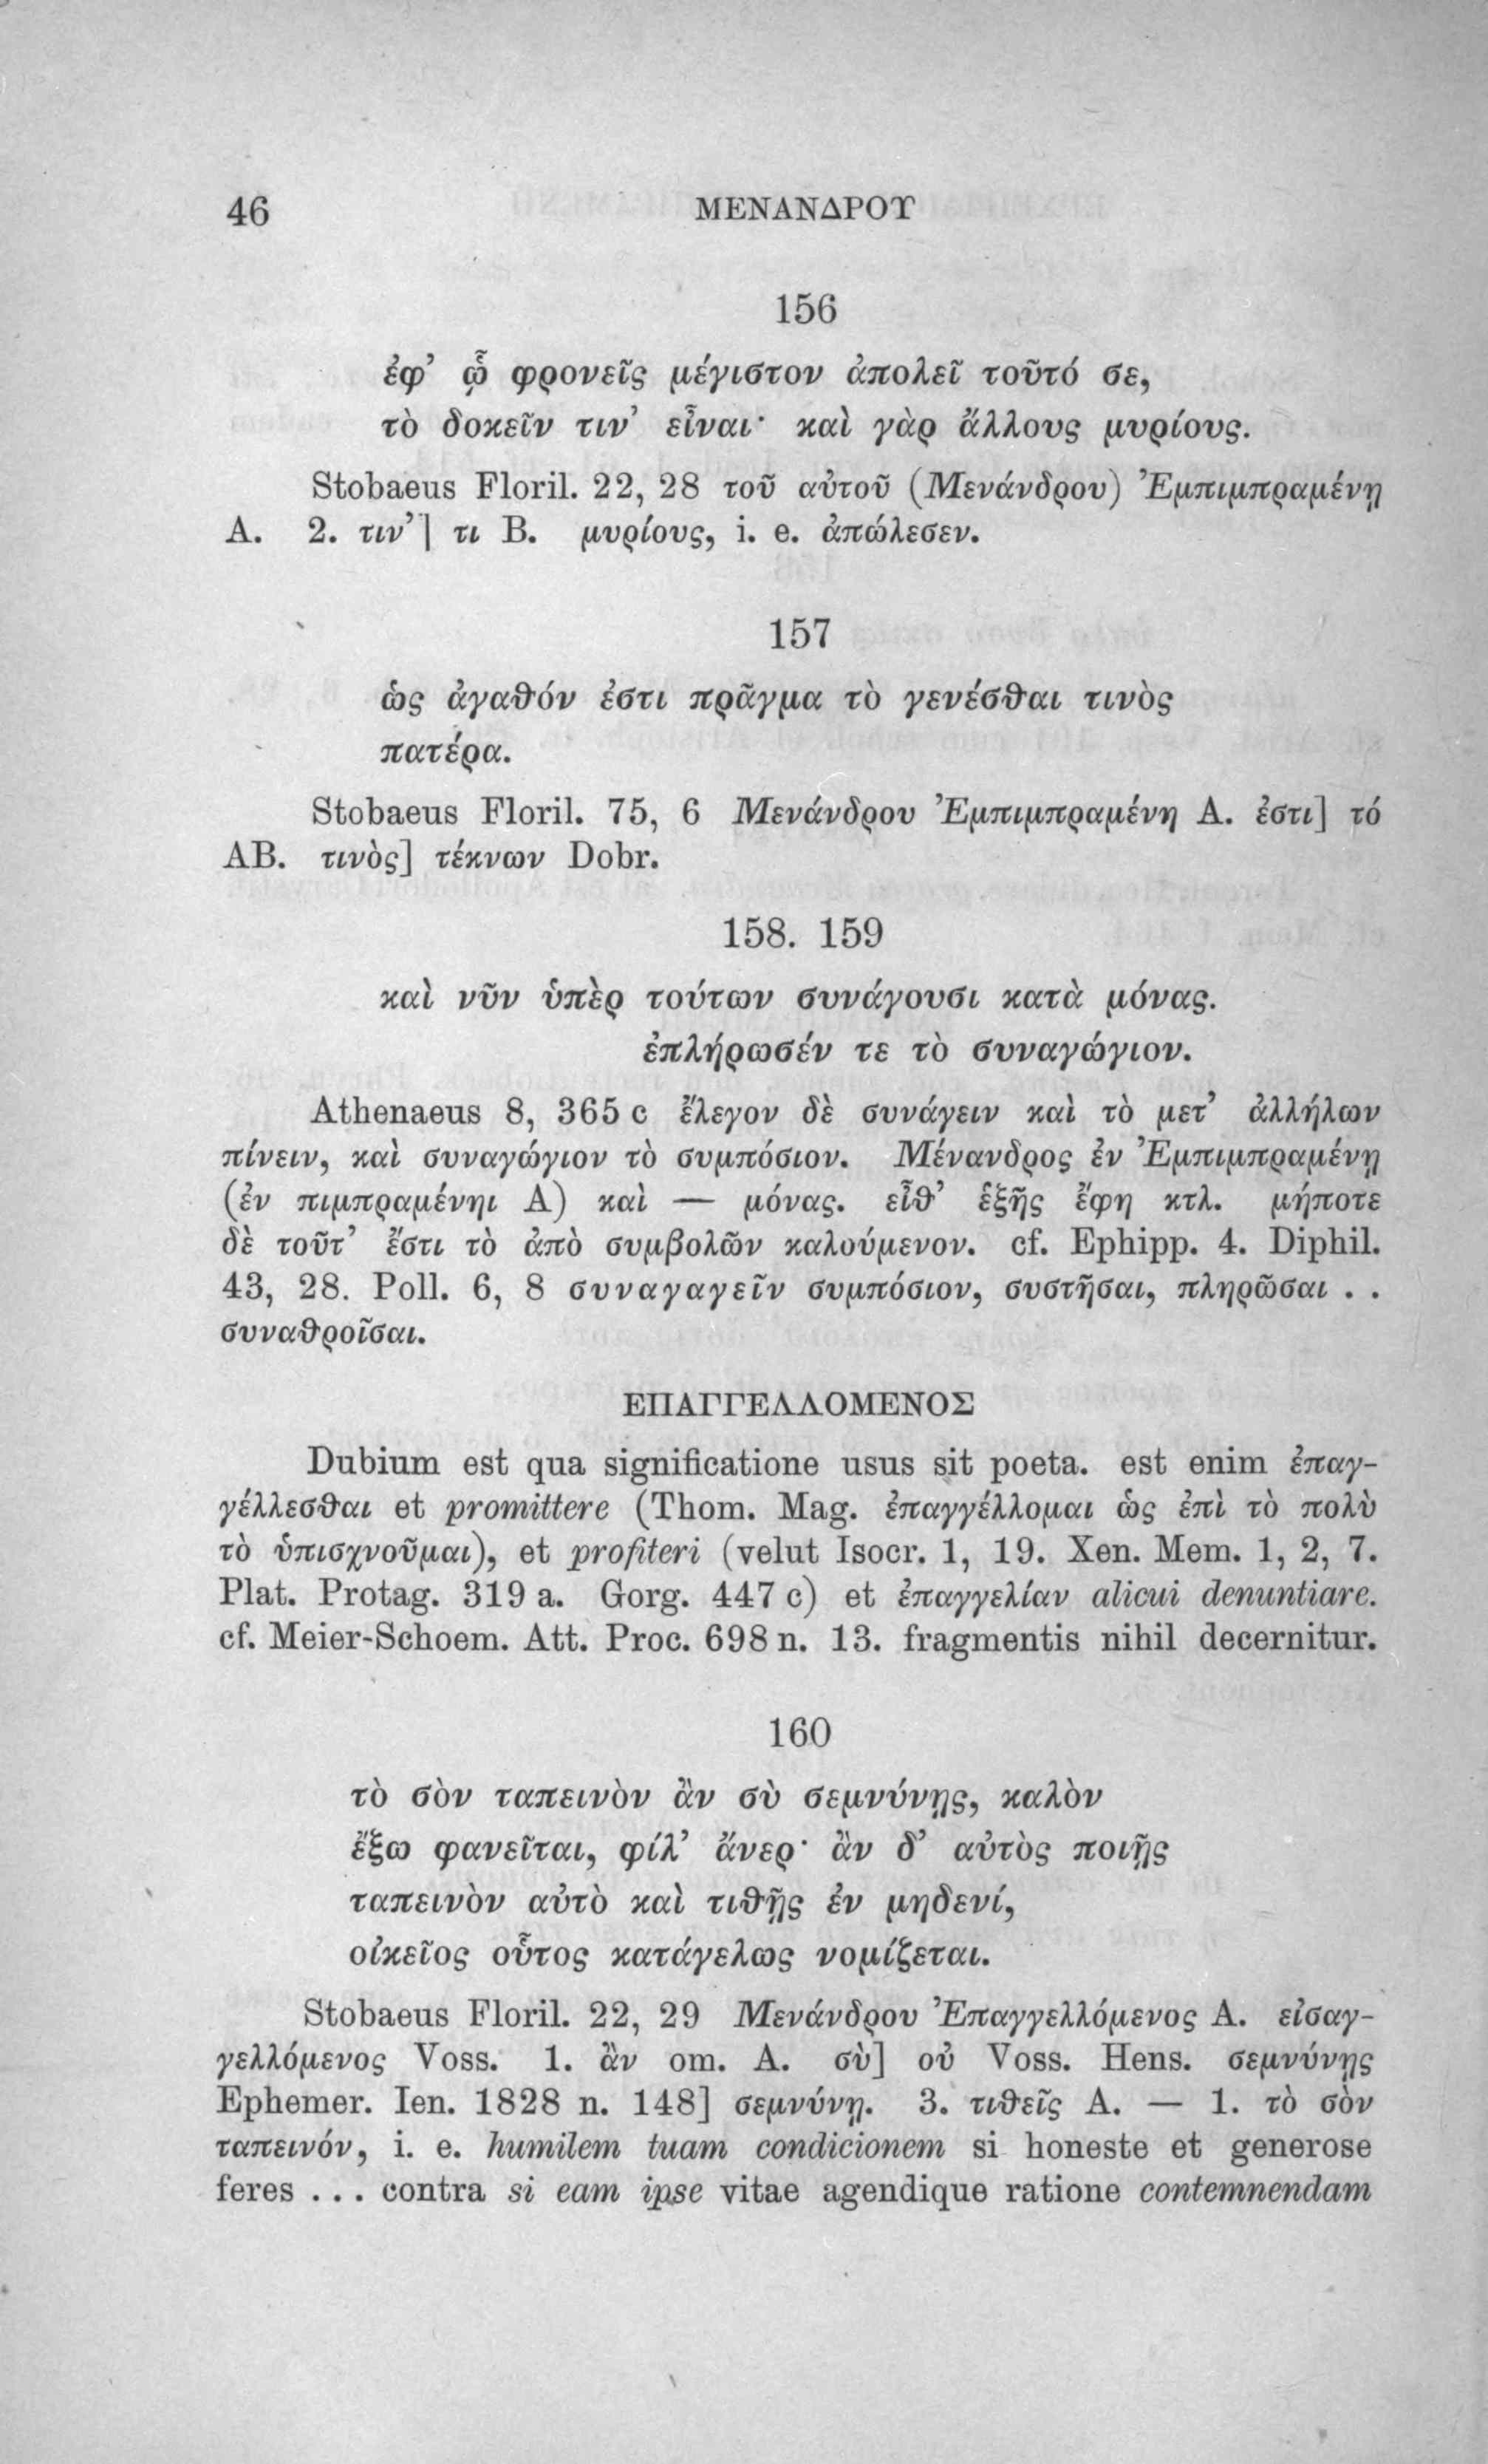 46
ΜΕΝΑΝΔΡΟΥ
156
ἐφ’ ᾧ φρονεῖς μέγιστον ἀπολεῖ τοῦτό σε,
τὸ δοκεῖν τιν’ εἶναι· καὶ γὰρ ἄλλους μυρίους.
Stobaeus Floril. 22, 28 τοῦ αὐτοῦ (Μενάνδρου) Ἐμπιμπραμένῃ
A. 2. τιν’] τι B. μυρίους, i. e. ἀπώλεσεν.
157
ὡς ἀγαθόν ἐστι πρᾶγμα τὸ γενέσθαι τινὸς
πατέρα.
Stobaeus Floril. 75, 6 Μενάνδρου Ἐμπιμπραμένη A. ἐστι] τό
AB. τινὸς] τέκνων Dobr.
158. 159
καὶ νῦν ὑπὲρ τούτων συνάγουσι κατὰ μόνας.
ἐπλήρωσέν τε τὸ συναγώγιον.
Athenaeus 8, 365 c ἔλεγον δὲ συνάγειν καὶ τὸ μετ’ ἀλλήλων
πίνειν, καὶ συναγώγιον τὸ συμπόσιον. Μένανδρος ἐν Ἐμπιμπραμένῃ
(ἐν πιμπραμένηι A) καὶ — μόνας. εἶθ’ ἑξῆς ἔφη κτλ. μήποτε
δὲ τοῦτ’ ἔστι τὸ ἀπὸ συμβολῶν καλούμενον. cf. Ephipp. 4. Diphil.
43, 28. Poll. 6, 8 συναγαγεῖν συμπόσιον, συστῆσαι, πληρῶσαι . .
συναθροῖσαι.
ΕΠΑΓΓΕΛΛΟΜΕΝΟΣ
Dubium est qua significatione usus sit poeta. est enim ἐπαγ-
γέλλεσθαι et promittere (Thom. Mag. ἐπαγγέλλομαι ὡς ἐπὶ τὸ πολὺ
τὸ ὑπισχνοῦμαι), et profiteri (velut Isocr. 1, 19. Xen. Mem. 1, 2, 7.
Plat. Protag. 319 a. Gorg. 447 c) et ἐπαγγελίαν alicui denuntiare.
cf. Meier-Schoem. Att. Proc. 698 n. 13. fragmentis nihil decernitur.
160
τὸ σὸν ταπεινὸν ἂν σὺ σεμνύνῃς, καλὸν
ἔξω φανεῖται, φίλ’ ἄνερ· ἂν δ’ αὐτὸς ποιῇς
ταπεινὸν αὐτὸ καὶ τιθῇς ἐν μηδενί,
οἰκεῖος οὗτος κατάγελως νομίζεται.
Stobaeus Floril. 22, 29 Μενάνδρου Ἐπαγγελλόμενος A. εἰσαγ-
γελλόμενος Voss. 1. ἂν om. A. σὺ] οὐ Voss. Hens. σεμνύνῃς
Ephemer. Ien. 1828 n. 148] σεμνύνῃ. 3. τιθεῖς A. — 1. τὸ σὸν
ταπεινόν, i. e. humilem tuam condicionem si honeste et generose
feres ... contra si eam ipse vitae agendique ratione contemnendam